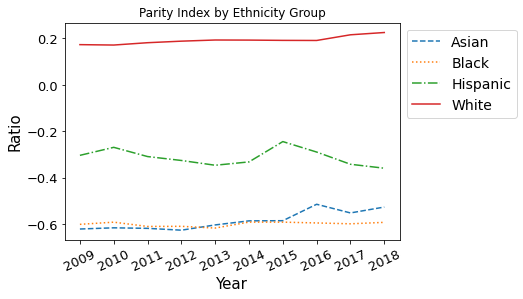 Parity Index by Ethnicity Group
Ratio
0.2
0.0
−0.2
−0.4
−0.6
2009 2010 2011 2012 2013 2014 2015 2016 2017 2018
Year
Asian
Black
Hispanic
White